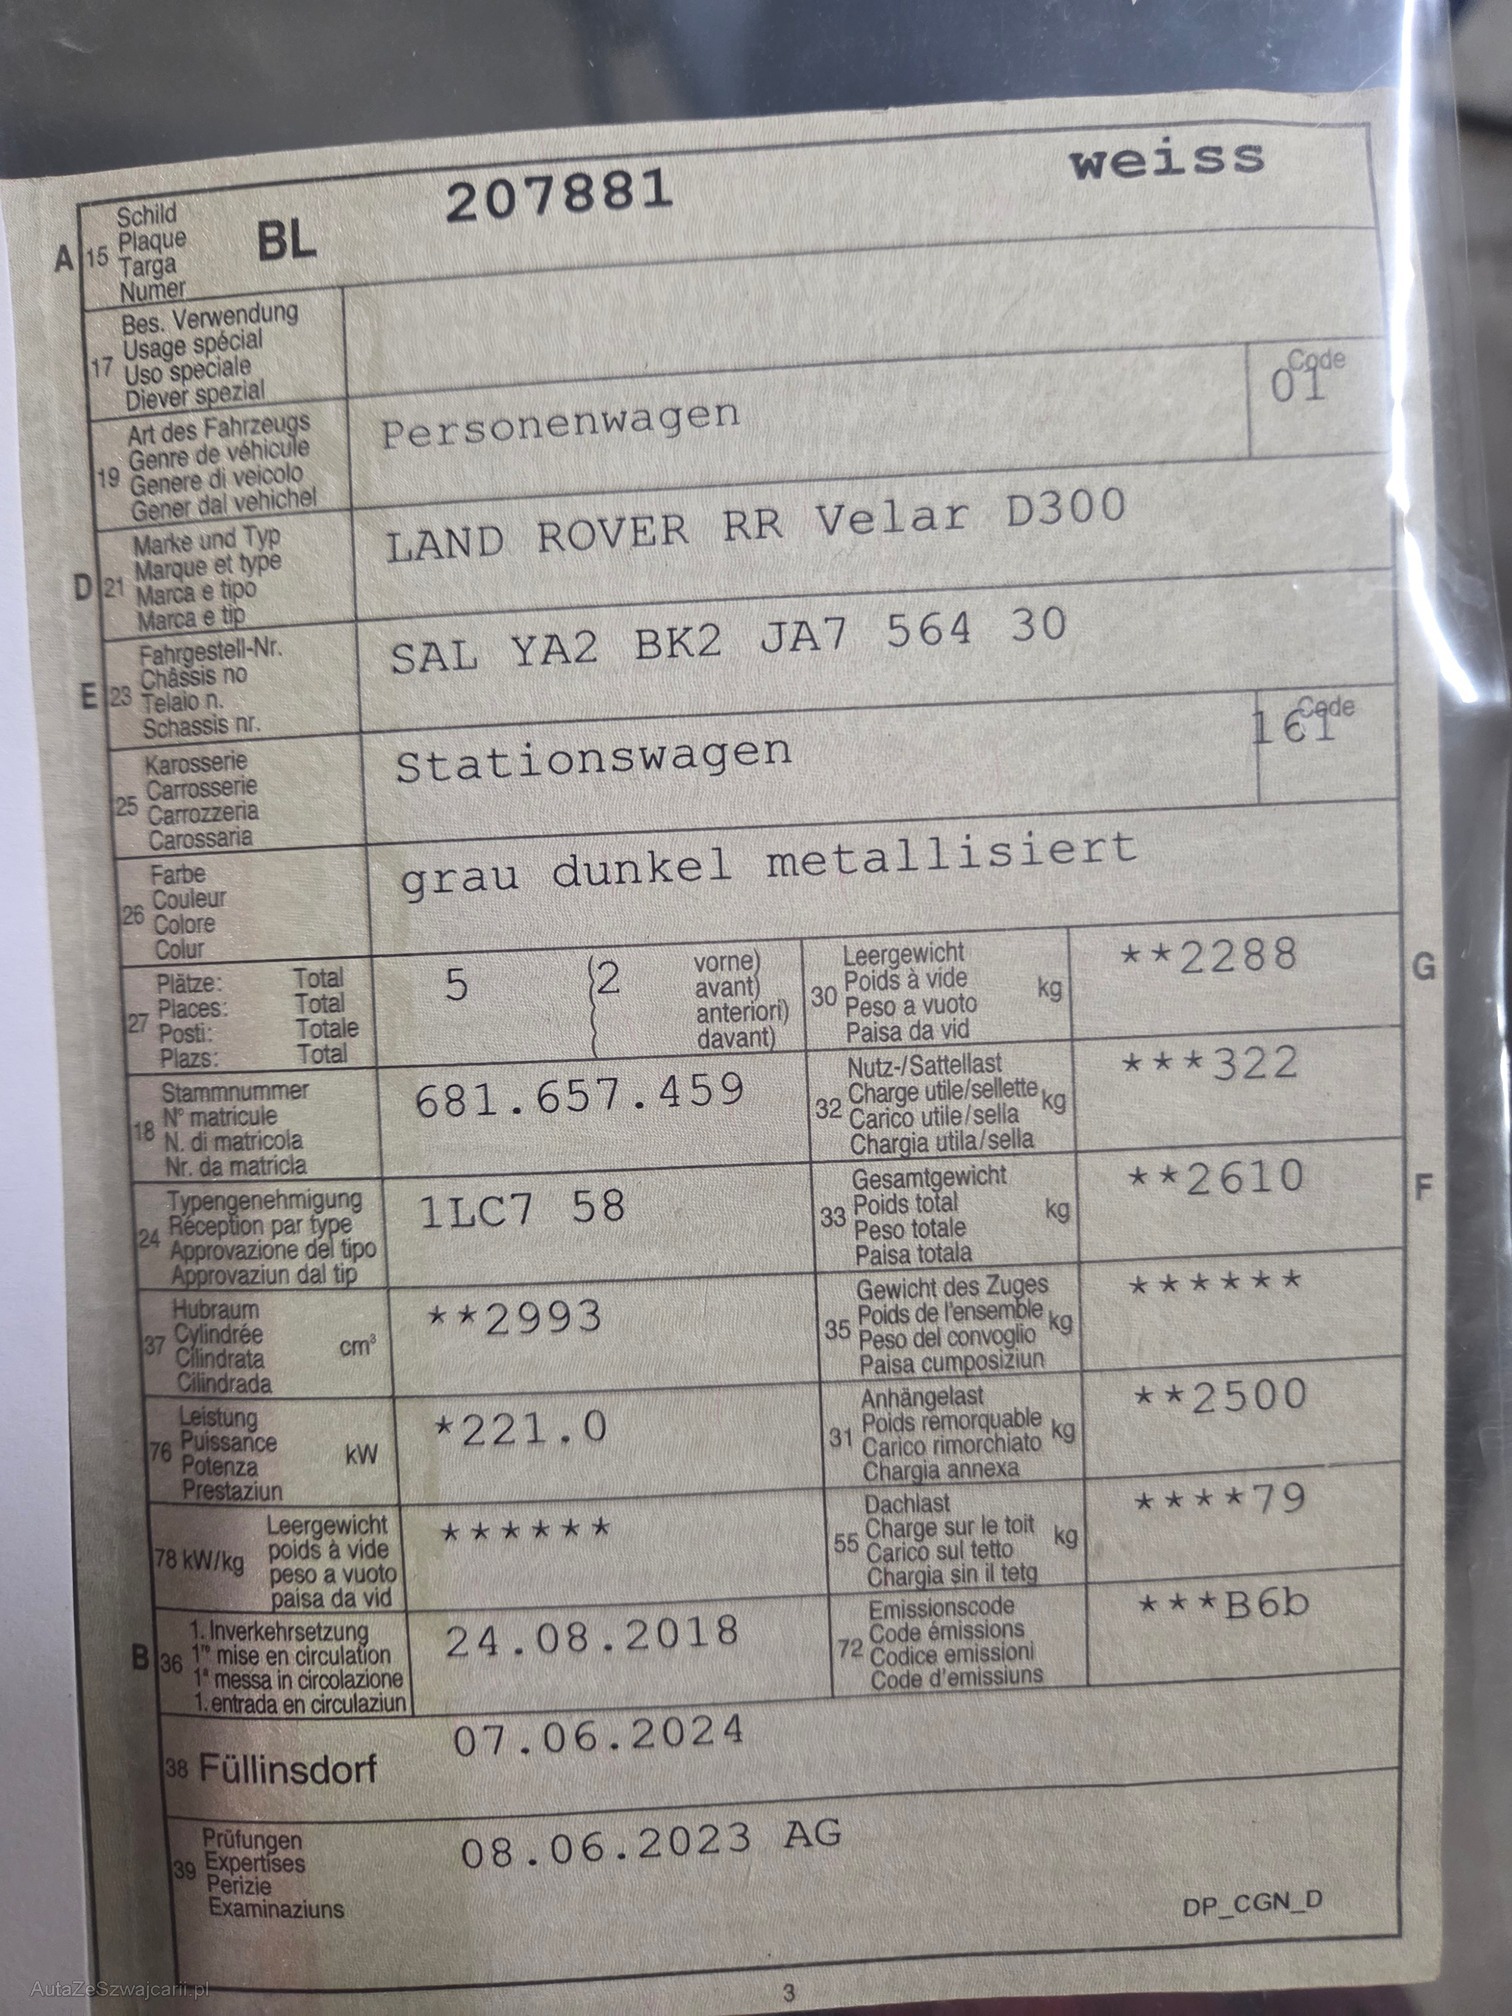 A 15 Schild Plaque Targa Numer BL 207881 weiss
17 Bes. Verwendung Usage spécial Uso speciale Diever spezial
19 Art des Fahrzeugs Genre de véhicule Genere di veicolo Gener dal vehichel Personenwagen Code 01
D 21 Marke und Typ Marque et type Marca e tipo Marca e tip LAND ROVER RR Velar D300
E 23 Fahrgestell-Nr. Châssis no Telaio n. Schassis nr. SAL YA2 BK2 JA7 564 30
25 Karosserie Carrosserie Carrozzeria Carossaria Stationswagen Code 161
26 Farbe Couleur Colore Colur grau dunkel metallisiert
27 Plätze: Total Places: Total Posti: Totale Plazs: Total 5 (2 vorne) avant) anteriori) davant)
30 Leergewicht Poids à vide Peso a vuoto Paisa da vid kg **2288 G
18 Stammnummer N° matricule N. di matricola Nr. da matricla 681.657.459
32 Nutz-/Sattellast Charge utile/sellette Carico utile/sella Chargia utila/sella kg ***322
24 Typengenehmigung Réception par type Approvazione del tipo Approvaziun dal tip 1LC7 58
33 Gesamtgewicht Poids total Peso totale Paisa totala kg **2610 F
37 Hubraum Cylindrée Cilindrata Cilindrada cm³ **2993
35 Gewicht des Zuges Poids de l'ensemble Peso del convoglio Paisa cumposiziun kg ******
76 Leistung Puissance Potenza Prestaziun kW *221.0
31 Anhängelast Poids remorquable Carico rimorchiato Chargia annexa kg **2500
78 kW/kg Leergewicht poids à vide peso a vuoto paisa da vid ******
55 Dachlast Charge sur le toit Carico sul tetto Chargia sin il tetg kg ****79
B 36 1. Inverkehrsetzung 1re mise en circulation 1a messa in circolazione 1. entrada en circulaziun 24.08.2018
72 Emissionscode Code émissions Codice emissioni Code d'emissiuns ***B6b
38 Füllinsdorf 07.06.2024
39 Prüfungen Expertises Perizie Examinaziuns 08.06.2023 AG
DP_CGN_D
3
AutaZeSzwajcarii.pl